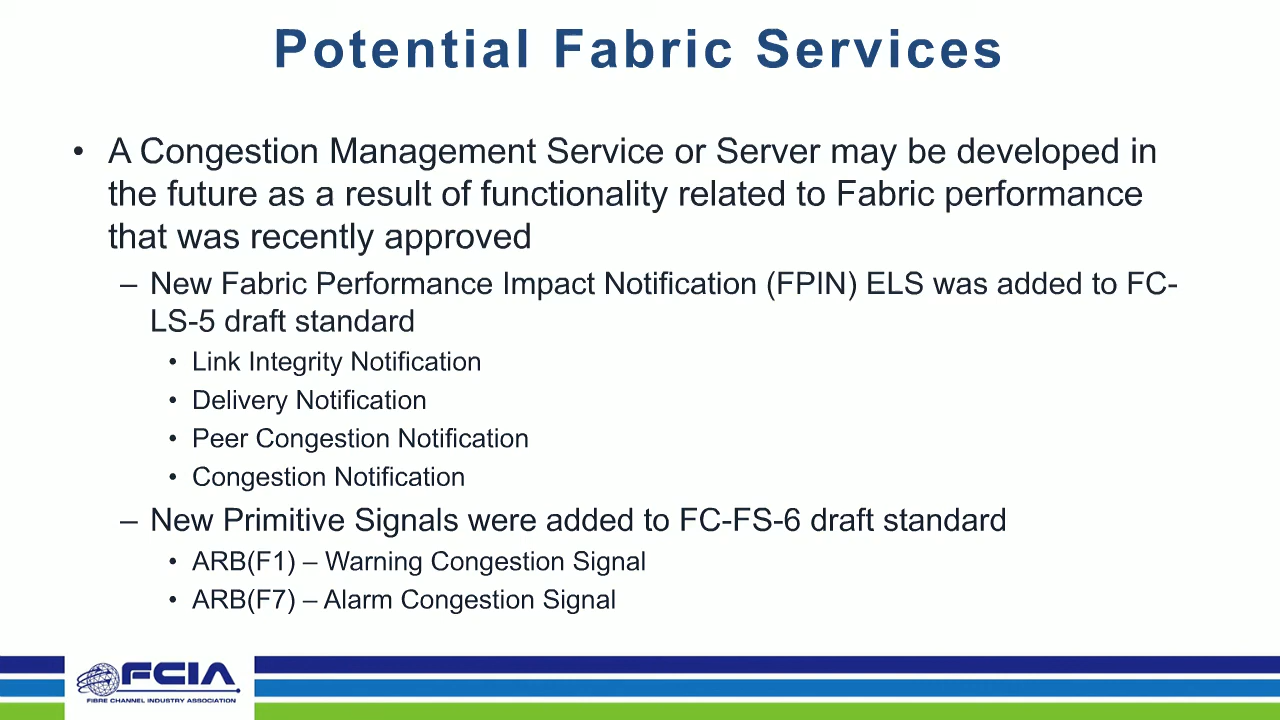 Potential Fabric Services
• A Congestion Management Service or Server may be developed in
the future as a result of functionality related to Fabric performance
that was recently approved
– New Fabric Performance Impact Notification (FPIN) ELS was added to FC-
LS-5 draft standard
• Link Integrity Notification
• Delivery Notification
• Peer Congestion Notification
• Congestion Notification
– New Primitive Signals were added to FC-FS-6 draft standard
• ARB(F1) – Warning Congestion Signal
• ARB(F7) – Alarm Congestion Signal
FCIA
FIBRE CHANNEL INDUSTRY ASSOCIATION